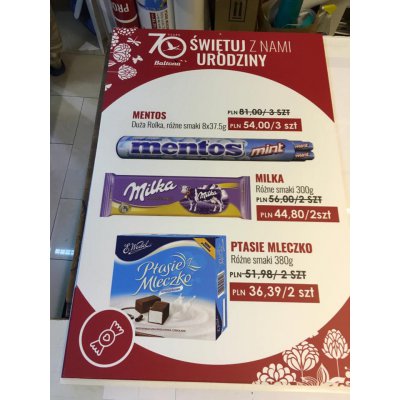 70 YEARS
Baltona
ŚWIĘTUJ Z NAMI
URODZINY
MENTOS
Duża Rolka, różne smaki 8x37.5g
PLN 81,00/ 3 SZT
PLN 54,00/3 szt
mentos mint
MILKA
Różne smaki 300g
PLN 56,00/2 SZT
PLN 44,80/2szt
Milka
PTASIE MLECZKO
Różne smaki 380g
PLN 51,98/ 2 SZT
PLN 36,39/2 szt
E. Wedel
Ptasie
Mleczko